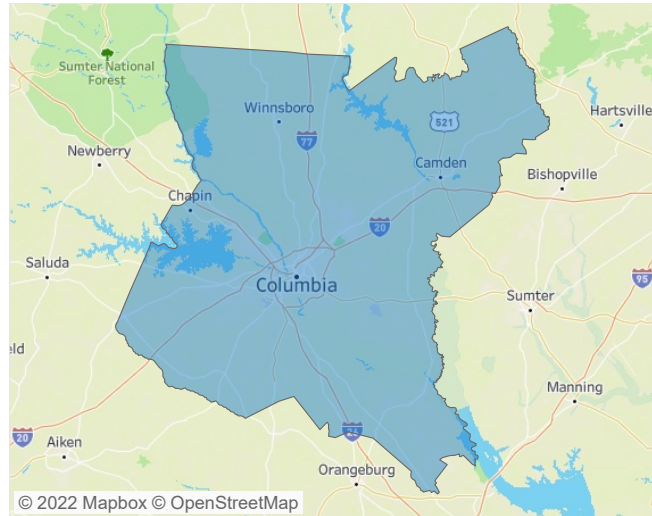 Sumter National
Forest
Winnsboro
Hartsville
521
77
Newberry
Camden
Bishopville
Chapin
20
Saluda
95
Columbia
Sumter
eld
Manning
26
20
Aiken
Orangeburg
© 2022 Mapbox © OpenStreetMap